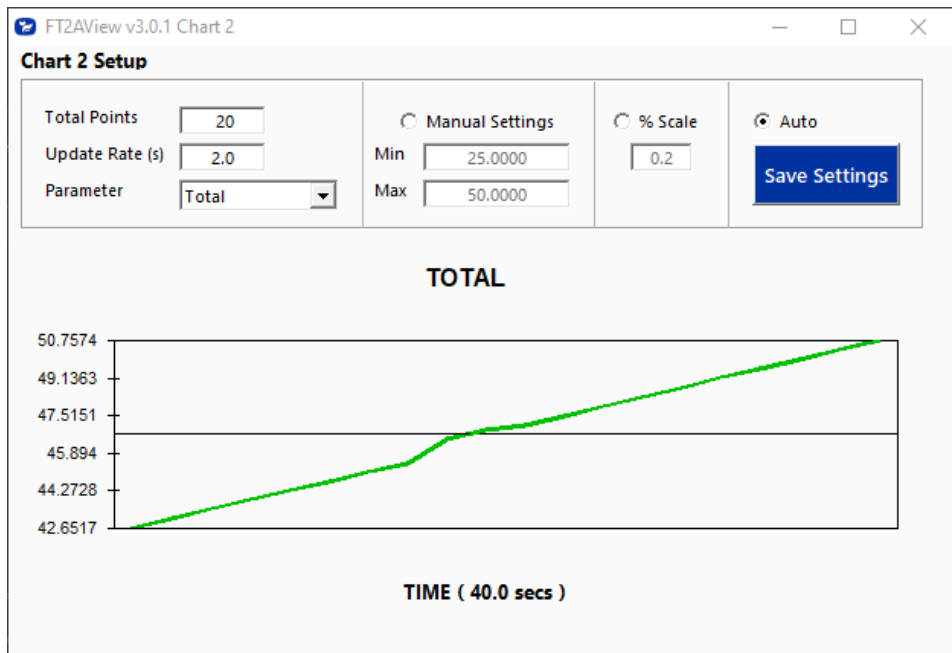 FT2AView v3.0.1 Chart 2
Chart 2 Setup
Total Points 20
Update Rate (s) 2.0
Parameter Total
Manual Settings
Min 25.0000
Max 50.0000
% Scale
0.2
Auto
Save Settings
TOTAL
50.7574
49.1363
47.5151
45.894
44.2728
42.6517
TIME ( 40.0 secs )